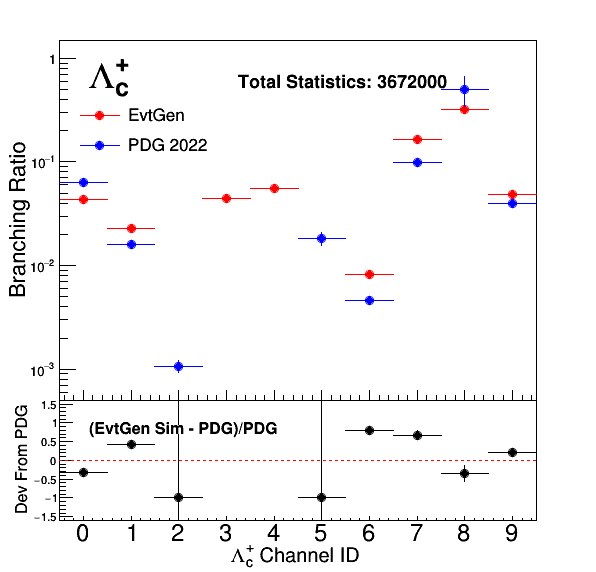 Branching Ratio
1
10⁻¹
10⁻²
10⁻³
Λc⁺
Total Statistics: 3672000
EvtGen
PDG 2022
Dev From PDG
1.5
1
0.5
0
−0.5
−1
−1.5
(EvtGen Sim - PDG)/PDG
0 1 2 3 4 5 6 7 8 9
Λc⁺ Channel ID